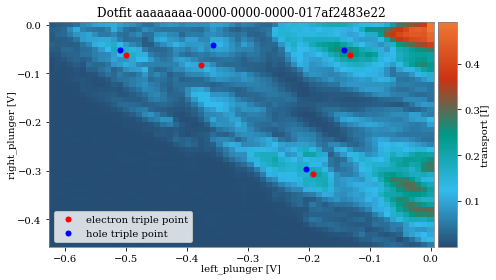 Dotfit aaaaaaaa-0000-0000-0000-017af2483e22
0.0
−0.1
−0.2
−0.3
−0.4
right_plunger [V]
electron triple point
hole triple point
−0.6
−0.5
−0.4
−0.3
−0.2
−0.1
0.0
left_plunger [V]
0.4
0.3
0.2
0.1
transport [I]